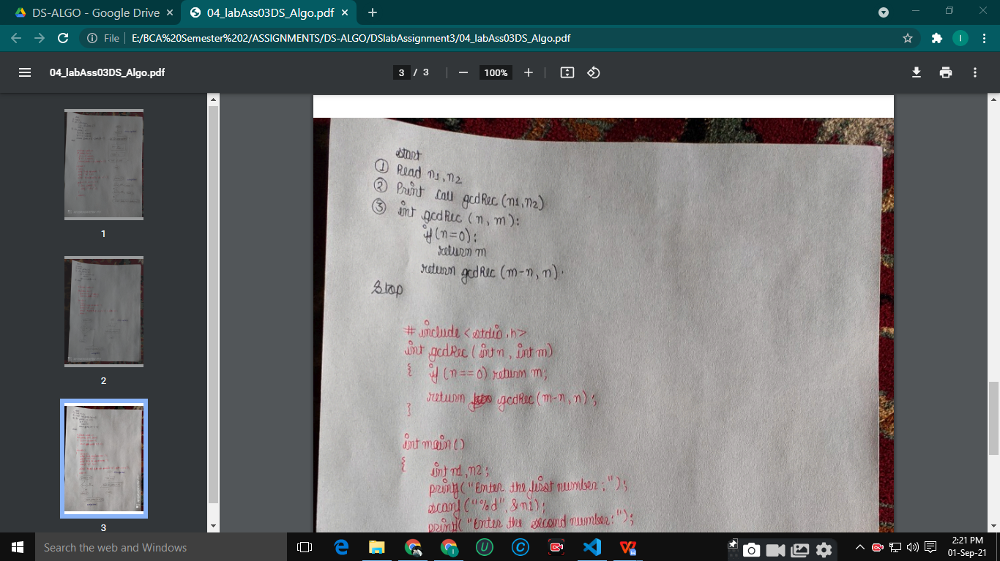 DS-ALGO - Google Drive
04_labAss03DS_Algo.pdf
File
E:/BCA%20Semester%202/ASSIGNMENTS/DS-ALGO/DSlabAssignment3/04_labAss03DS_Algo.pdf
I
04_labAss03DS_Algo.pdf
3 / 3
100%
1
2
3
start
① Read n1,n2
② Print call gcdRec (n1,n2)
③ int gcdRec (n, m):
if (n=0):
return m
return gcdRec (m-n, n).
Stop
# include <stdio.h>
int gcdRec (int n, int m)
{ if (n==0) return m;
return gcdRec (m-n, n);
}
int main()
{ int n1,n2;
printf("Enter the first number:");
scanf("%d",&n1);
printf("Enter the second number:");
Search the web and Windows
2:21 PM
01-Sep-21